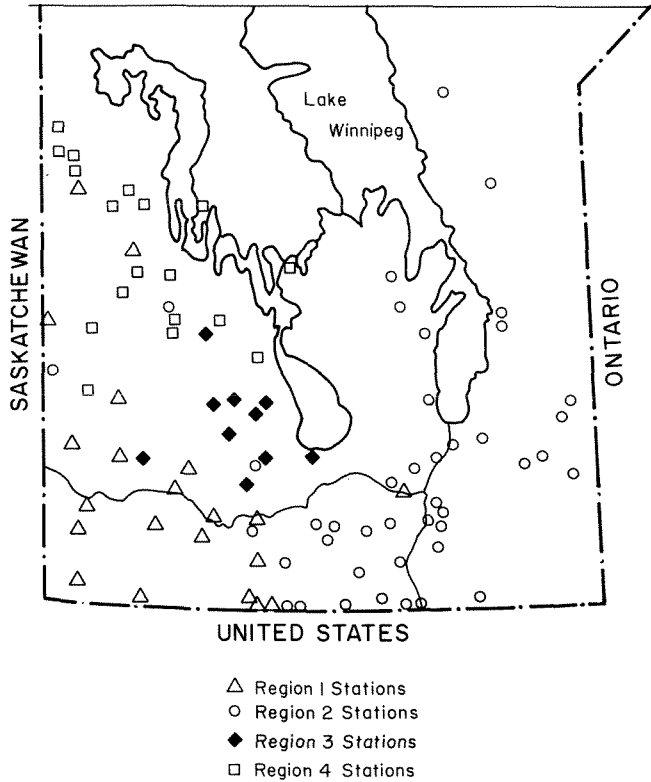 Lake
Winnipeg
SASKATCHEWAN
ONTARIO
UNITED STATES
Region 1 Stations
Region 2 Stations
Region 3 Stations
Region 4 Stations